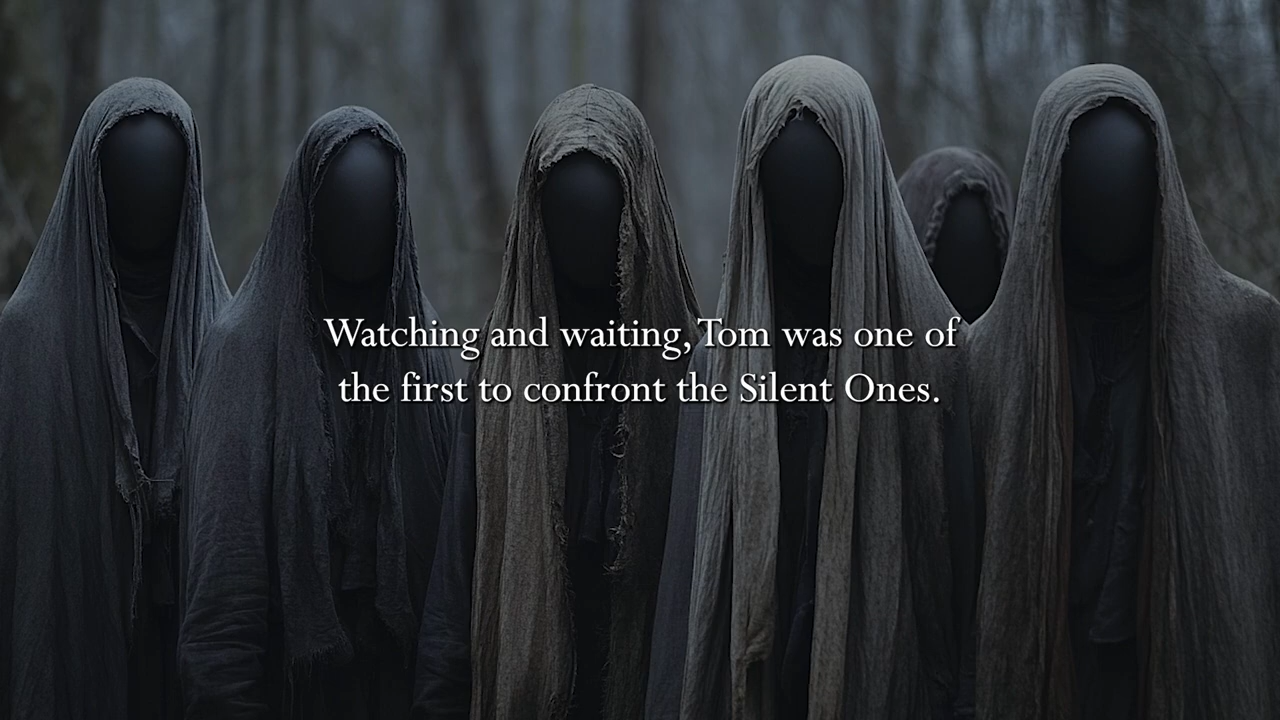 Watching and waiting, Tom was one of
the first to confront the Silent Ones.